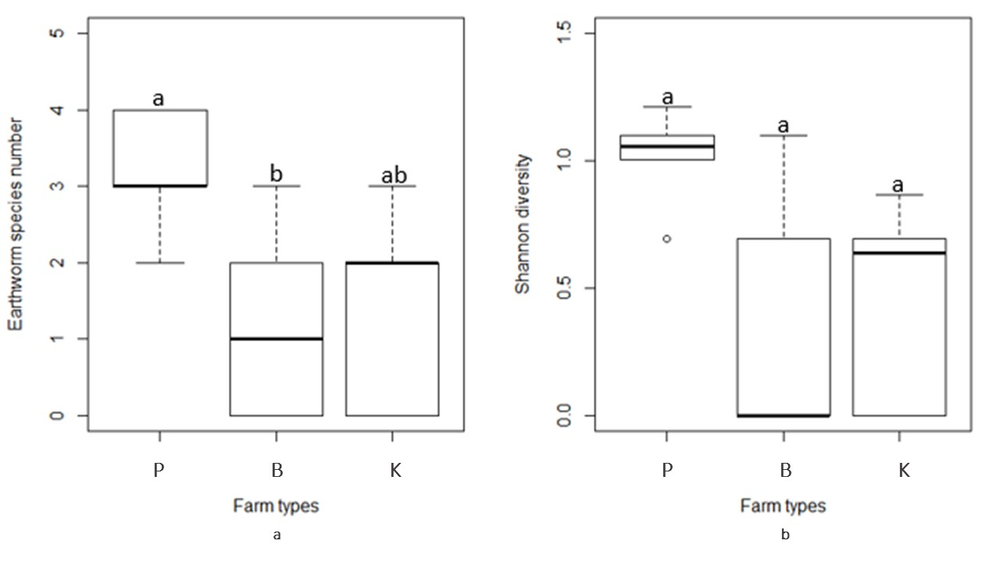 Earthworm species number
5
4
3
2
1
0
a
b
ab
P B K
Farm types
a
Shannon diversity
1.5
1.0
0.5
0.0
a
a
a
P B K
Farm types
b